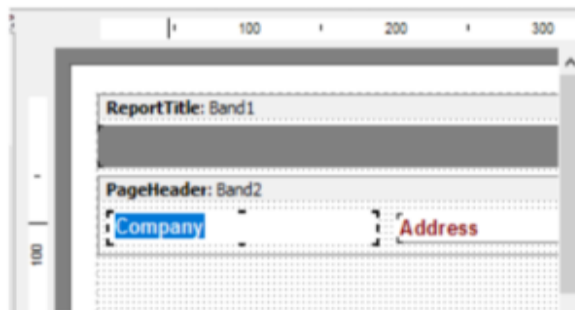 100 200 300
ReportTitle: Band1
PageHeader: Band2
Company Address
100